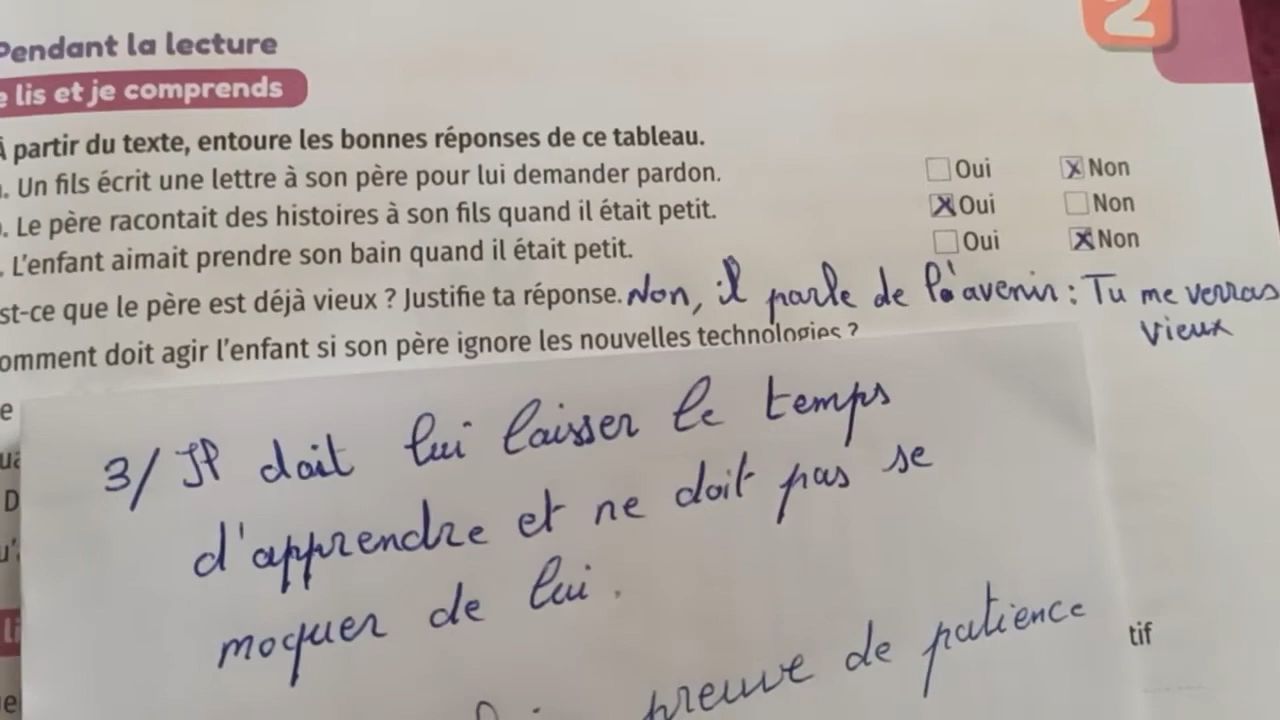 2
Pendant la lecture
e lis et je comprends
À partir du texte, entoure les bonnes réponses de ce tableau.
. Un fils écrit une lettre à son père pour lui demander pardon. Oui x Non
. Le père racontait des histoires à son fils quand il était petit. x Oui Non
. L'enfant aimait prendre son bain quand il était petit. Oui x Non
st-ce que le père est déjà vieux ? Justifie ta réponse. Non, il parle de l'avenir : Tu me verras
vieux
omment doit agir l'enfant si son père ignore les nouvelles technologies ?
e
3/ Il doit lui laisser le temps
D
d'apprendre et ne doit pas se
moquer de lui.
li
preuve de patience
tif
e